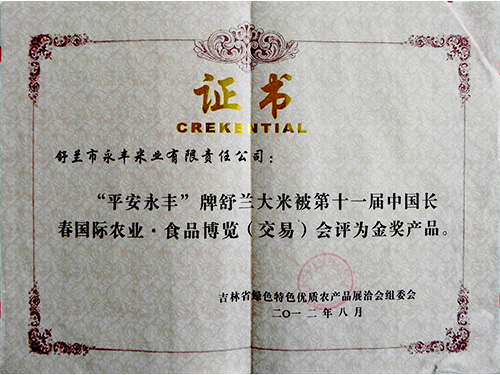 证书
CREKENTIAL
舒兰市永丰米业有限责任公司：
“平安永丰”牌舒兰大米被第十一届中国长
春国际农业·食品博览（交易）会评为金奖产品。
吉林省绿色特色优质农产品展洽会组委会
二〇一二年八月